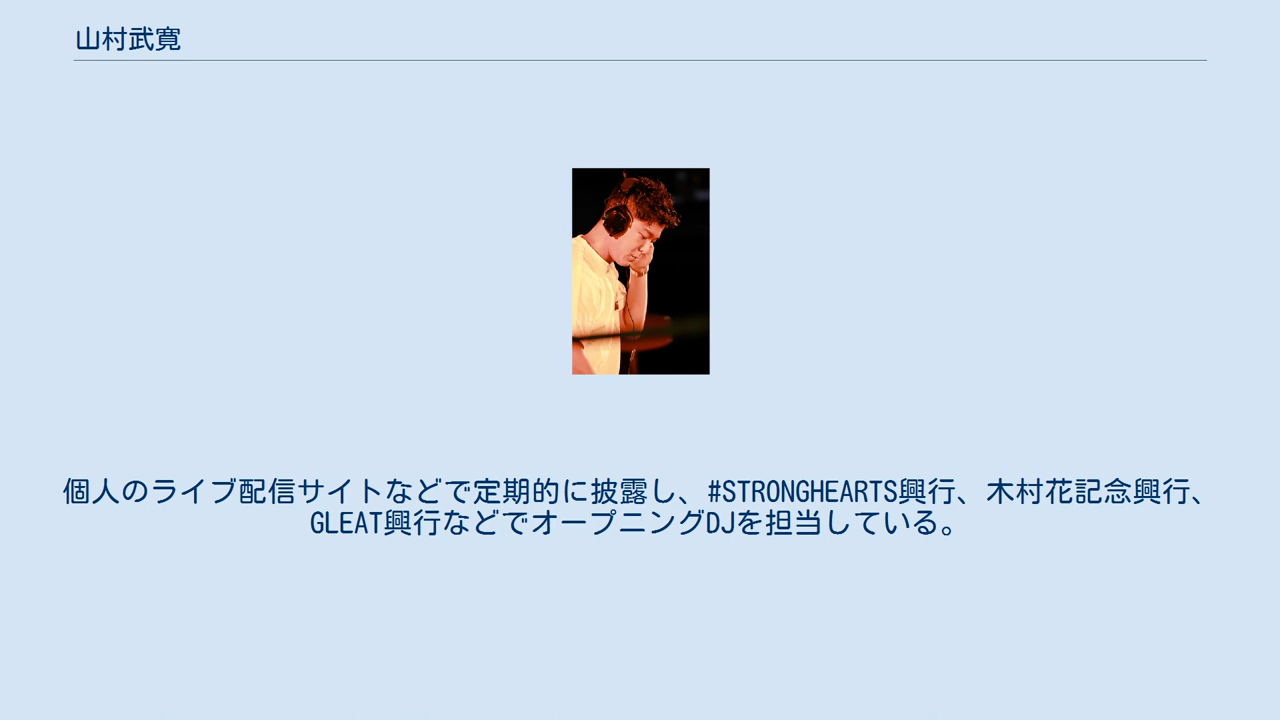 山村武寛
個人のライブ配信サイトなどで定期的に披露し、#STRONGHEARTS興行、木村花記念興行、
GLEAT興行などでオープニングDJを担当している。